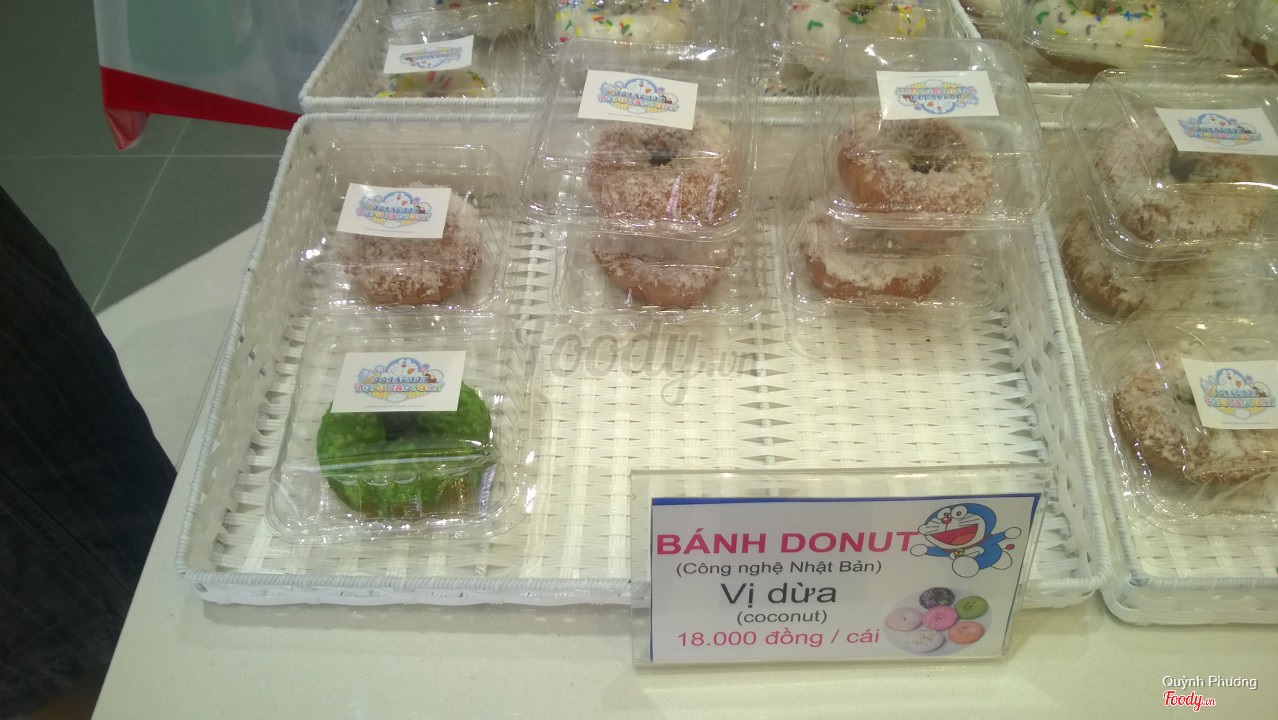 foody.vn
BÁNH DONUT
(Công nghệ Nhật Bản)
Vị dừa
(coconut)
18.000 đồng / cái
Quỳnh Phương
Foody.vn